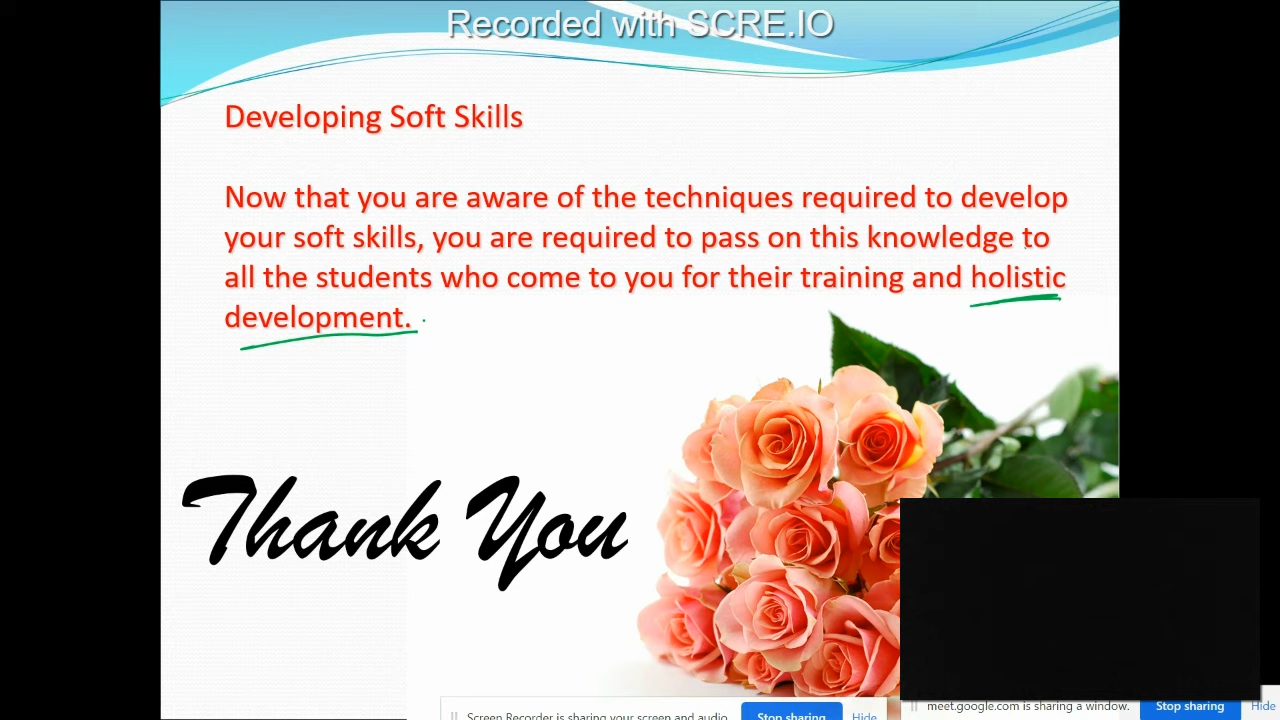 Recorded with SCRE.IO
Developing Soft Skills
Now that you are aware of the techniques required to develop
your soft skills, you are required to pass on this knowledge to
all the students who come to you for their training and holistic
development.
Thank You
Screen Recorder is sharing your screen and audio. Stop sharing Hide
meet.google.com is sharing a window. Stop sharing Hide